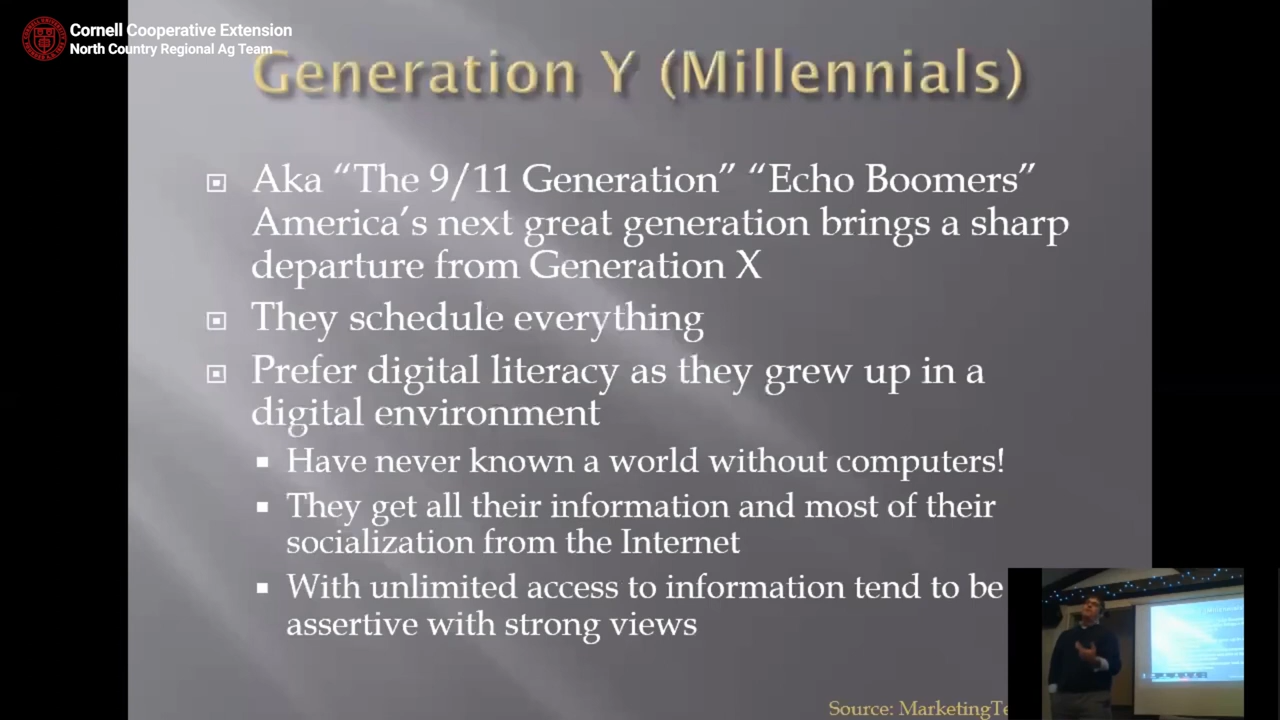 Cornell Cooperative Extension
North Country Regional Ag Team
Generation Y (Millennials)
Aka “The 9/11 Generation” “Echo Boomers”
America’s next great generation brings a sharp
departure from Generation X
They schedule everything
Prefer digital literacy as they grew up in a
digital environment
Have never known a world without computers!
They get all their information and most of their
socialization from the Internet
With unlimited access to information tend to be
assertive with strong views
Source: